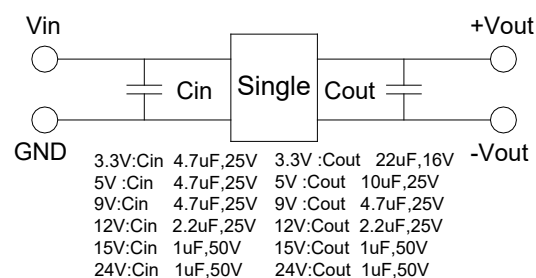 Vin
+Vout
Cin
Single
Cout
GND
-Vout
3.3V:Cin 4.7uF,25V 3.3V :Cout 22uF,16V
5V :Cin 4.7uF,25V 5V :Cout 10uF,25V
9V:Cin 4.7uF,25V 9V :Cout 4.7uF,25V
12V:Cin 2.2uF,25V 12V:Cout 2.2uF,25V
15V:Cin 1uF,50V 15V:Cout 1uF,50V
24V:Cin 1uF,50V 24V:Cout 1uF,50V